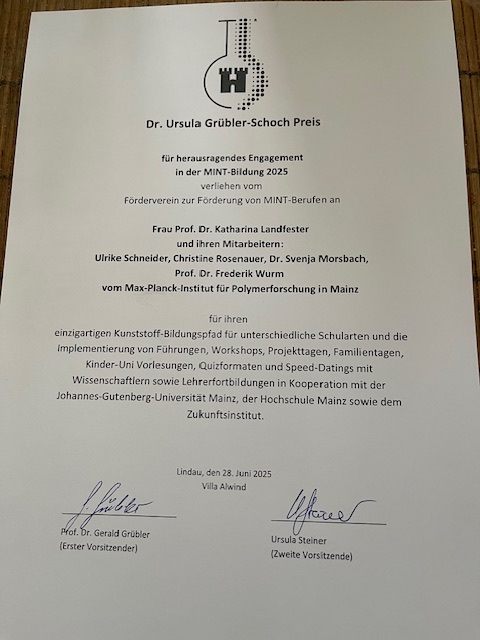 Dr. Ursula Grübler-Schoch Preis
für herausragendes Engagement
in der MINT-Bildung 2025
verliehen vom
Förderverein zur Förderung von MINT-Berufen an
Frau Prof. Dr. Katharina Landfester
und ihren Mitarbeitern:
Ulrike Schneider, Christine Rosenauer, Dr. Svenja Morsbach,
Prof. Dr. Frederik Wurm
vom Max-Planck-Institut für Polymerforschung in Mainz
für ihren
einzigartigen Kunststoff-Bildungspfad für unterschiedliche Schularten und die
Implementierung von Führungen, Workshops, Projekttagen, Familientagen,
Kinder-Uni Vorlesungen, Quizformaten und Speed-Datings mit
Wissenschaftlern sowie Lehrerfortbildungen in Kooperation mit der
Johannes-Gutenberg-Universität Mainz, der Hochschule Mainz sowie dem
Zukunftsinstitut.
Lindau, den 28. Juni 2025
Villa Alwind
Prof. Dr. Gerald Grübler
(Erster Vorsitzender)
Ursula Steiner
(Zweite Vorsitzende)